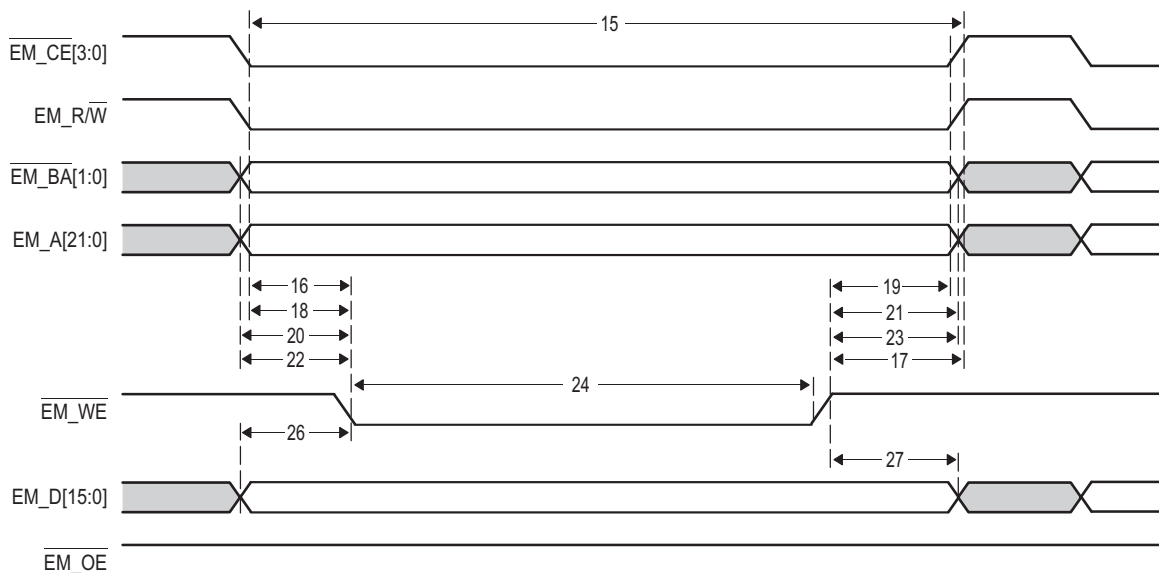 15
EM_CE[3:0]
EM_R/W
EM_BA[1:0]
EM_A[21:0]
16 19
18 21
20 23
22 17
24
EM_WE
26
27
EM_D[15:0]
EM_OE